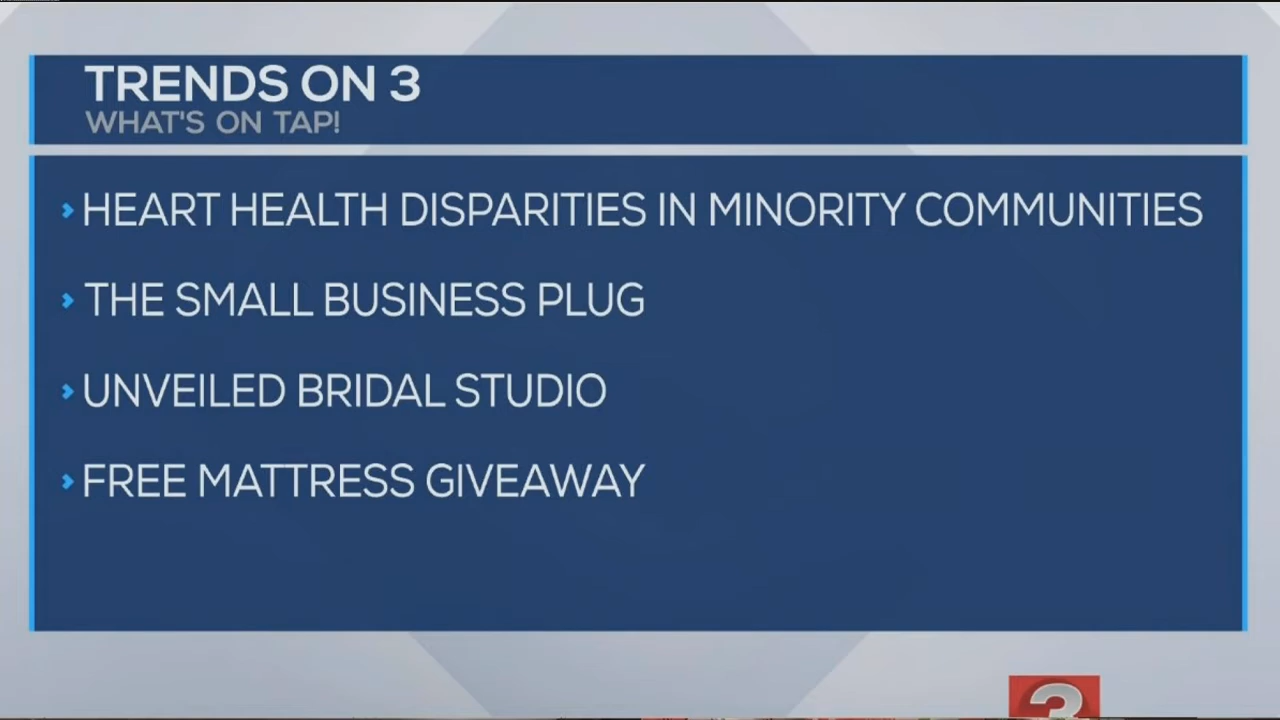 TRENDS ON 3
WHAT'S ON TAP!
HEART HEALTH DISPARITIES IN MINORITY COMMUNITIES
THE SMALL BUSINESS PLUG
UNVEILED BRIDAL STUDIO
FREE MATTRESS GIVEAWAY
3